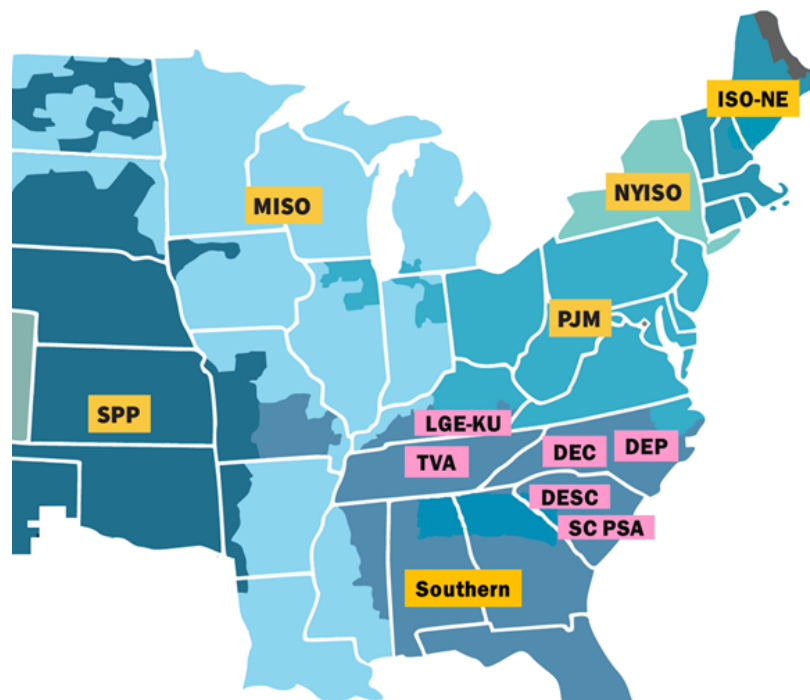 ISO-NE
NYISO
MISO
PJM
SPP
LGE-KU
TVA
DEC
DEP
DESC
SC PSA
Southern